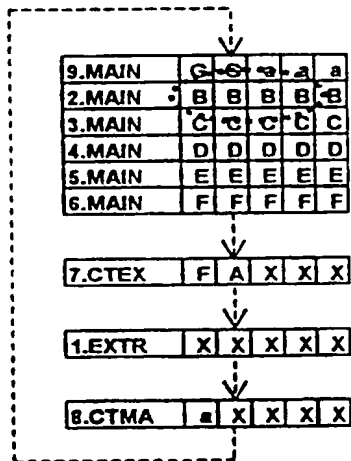 9.MAIN G G a a a
2.MAIN B B B B B
3.MAIN C C C C C
4.MAIN D D D D D
5.MAIN E E E E E
6.MAIN F F F F F
7.CTEX F A X X X
1.EXTR X X X X X
8.CTMA a X X X X